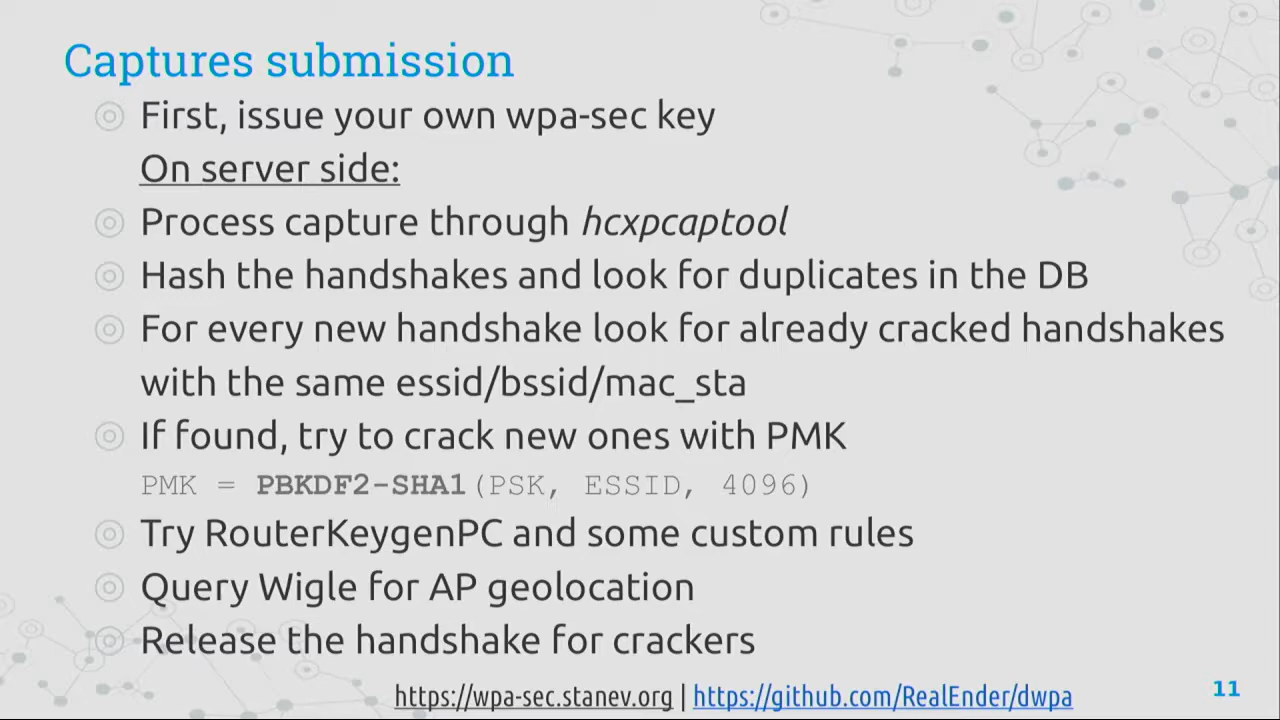 Captures submission
First, issue your own wpa-sec key
On server side:
Process capture through hcxpcaptool
Hash the handshakes and look for duplicates in the DB
For every new handshake look for already cracked handshakes
with the same essid/bssid/mac_sta
If found, try to crack new ones with PMK
PMK = PBKDF2-SHA1(PSK, ESSID, 4096)
Try RouterKeygenPC and some custom rules
Query Wigle for AP geolocation
Release the handshake for crackers
https://wpa-sec.stanev.org | https://github.com/RealEnder/dwpa
11